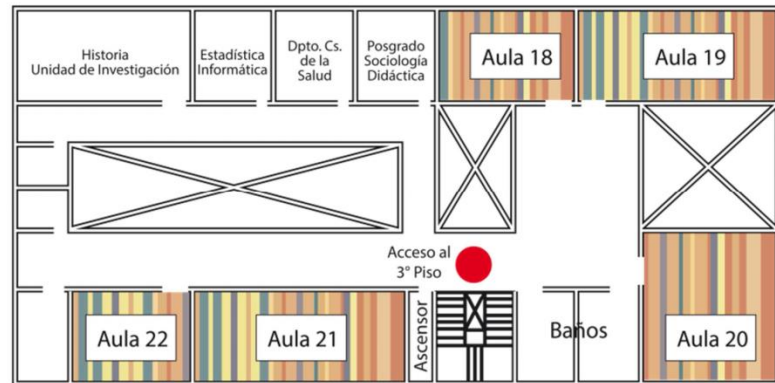 Historia
Unidad de Investigación
Estadística
Informática
Dpto. Cs.
de la
Salud
Posgrado
Sociología
Didáctica
Aula 18
Aula 19
Acceso al
3° Piso
Aula 22
Aula 21
Ascensor
Baños
Aula 20